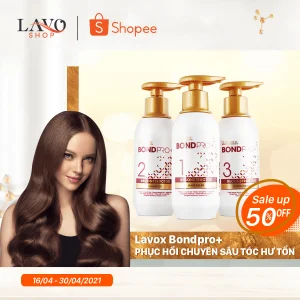 LAVO
SHOP
Shopee
BONDPRO+
2
BONDPRO+
1
BONDPRO+
3
Sale up
50% OFF
Lavox Bondpro+
PHỤC HỒI CHUYÊN SÂU TÓC HƯ TỔN
16/04 - 30/04/2021